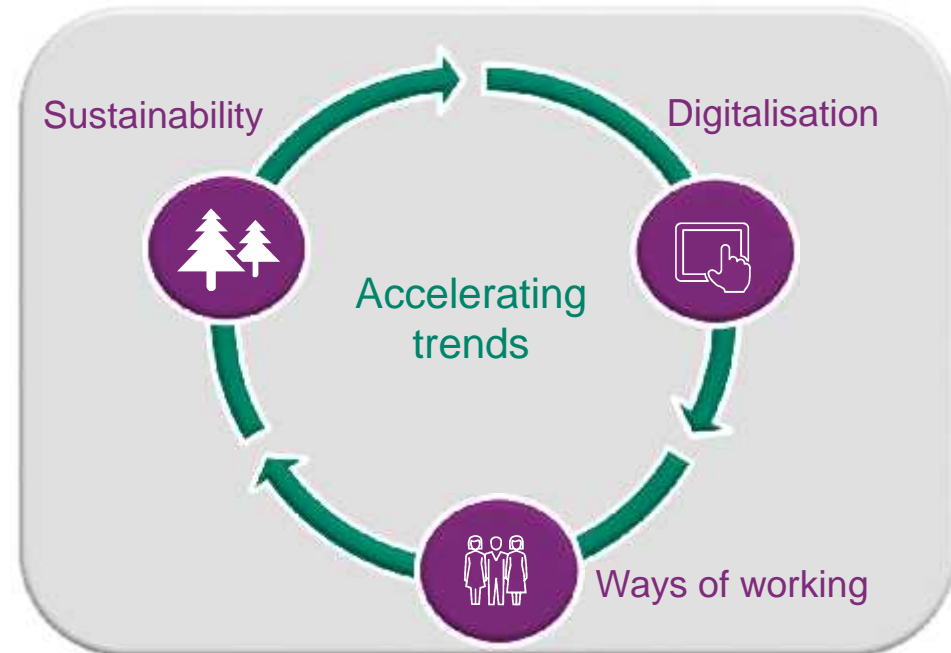 Sustainability
Digitalisation
Accelerating
trends
Ways of working